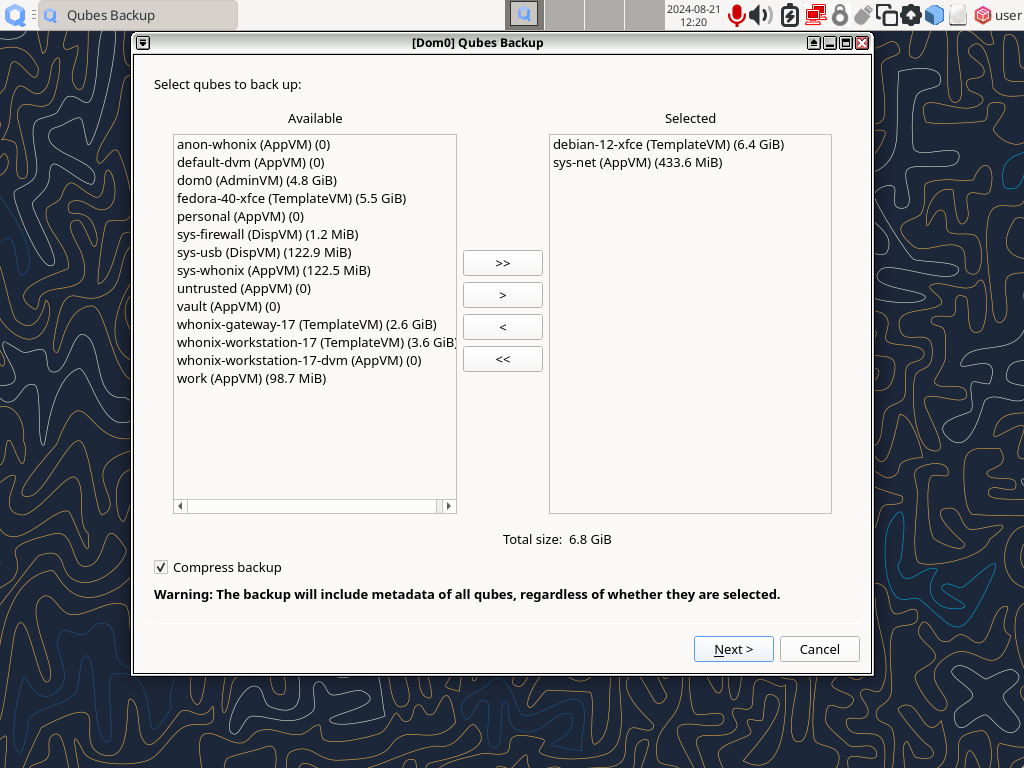 Qubes Backup
2024-08-21
12:20
user
[Dom0] Qubes Backup
Select qubes to back up:
Available
Selected
anon-whonix (AppVM) (0)
default-dvm (AppVM) (0)
dom0 (AdminVM) (4.8 GiB)
fedora-40-xfce (TemplateVM) (5.5 GiB)
personal (AppVM) (0)
sys-firewall (DispVM) (1.2 MiB)
sys-usb (DispVM) (122.9 MiB)
sys-whonix (AppVM) (122.5 MiB)
untrusted (AppVM) (0)
vault (AppVM) (0)
whonix-gateway-17 (TemplateVM) (2.6 GiB)
whonix-workstation-17 (TemplateVM) (3.6 GiB)
whonix-workstation-17-dvm (AppVM) (0)
work (AppVM) (98.7 MiB)
>>
>
<
<<
debian-12-xfce (TemplateVM) (6.4 GiB)
sys-net (AppVM) (433.6 MiB)
Total size: 6.8 GiB
Compress backup
Warning: The backup will include metadata of all qubes, regardless of whether they are selected.
Next >
Cancel